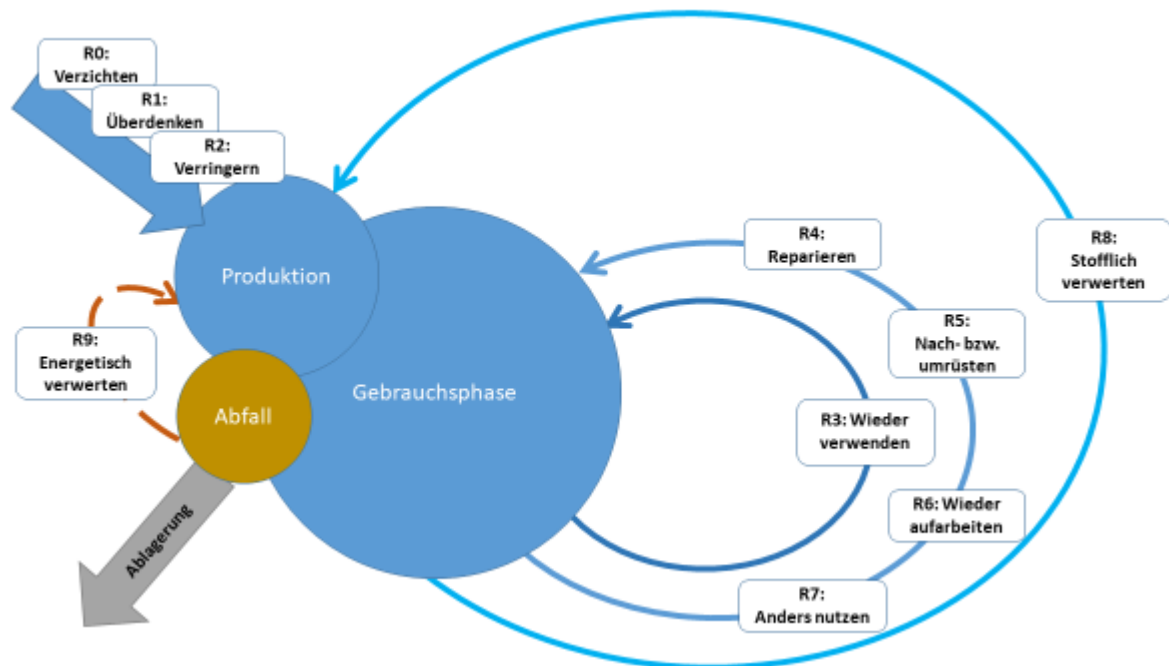 R0:
Verzichten
R1:
Überdenken
R2:
Verringern
Produktion
R4:
Reparieren
R8:
Stofflich
verwerten
R9:
Energetisch
verwerten
R5:
Nach- bzw.
umrüsten
Gebrauchsphase
Abfall
R3: Wieder
verwenden
Ablagerung
R6: Wieder
aufarbeiten
R7:
Anders nutzen